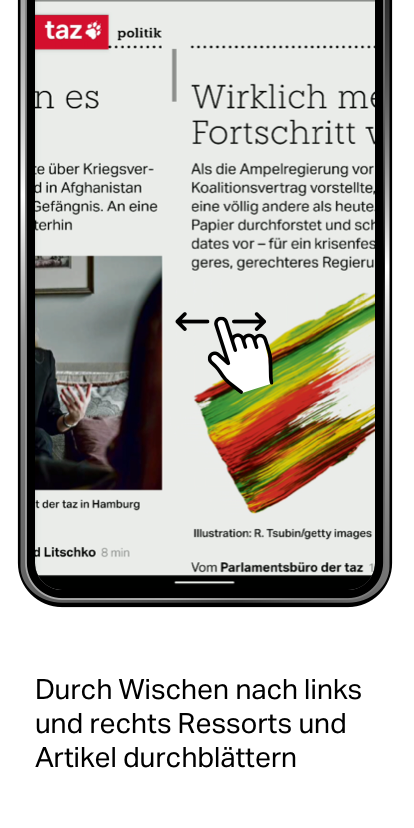 taz politik
n es
e über Kriegsver-
d in Afghanistan
Gefängnis. An eine
terhin
t der taz in Hamburg
d Litschko 8 min
Wirklich me
Fortschritt v
Als die Ampelregierung vor
Koalitionsvertrag vorstellte,
eine völlig andere als heute.
Papier durchforstet und sch
dates vor – für ein krisenfes
geres, gerechteres Regieru
Illustration: R. Tsubin/getty images
Vom Parlamentsbüro der taz 1
Durch Wischen nach links
und rechts Ressorts und
Artikel durchblättern